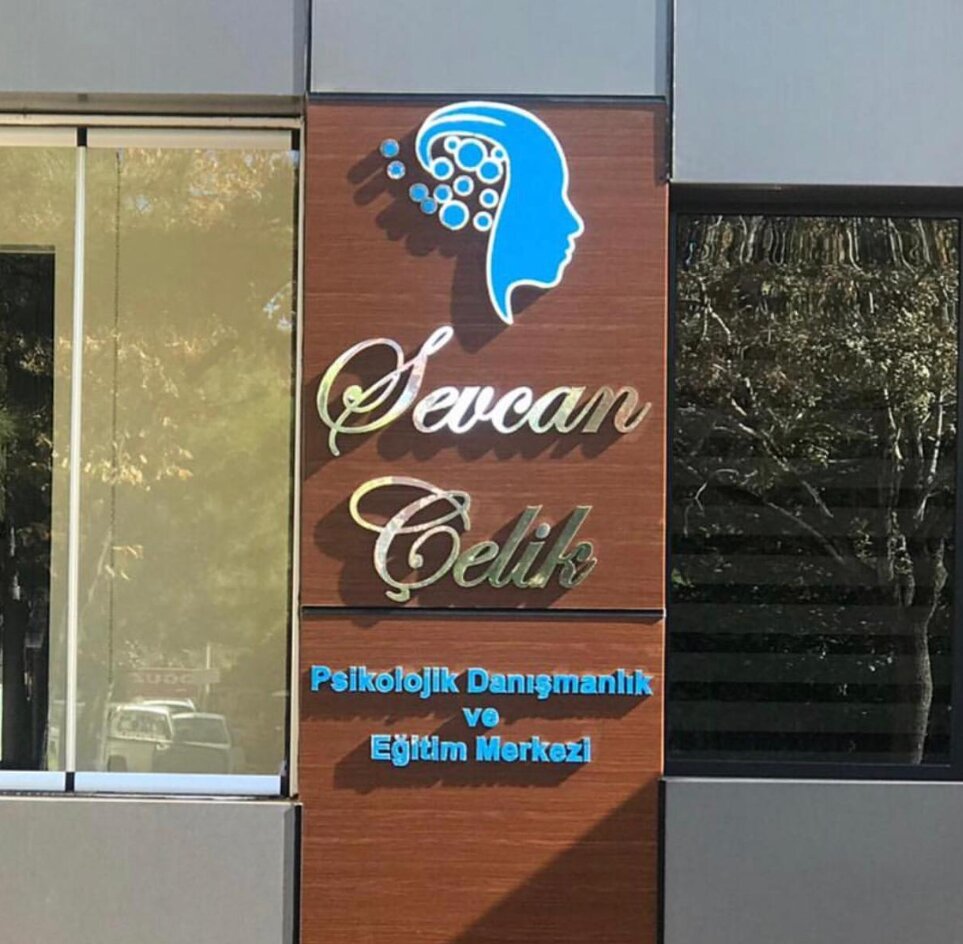 Sevcan
Çelik
Psikolojik Danışmanlık
ve
Eğitim Merkezi